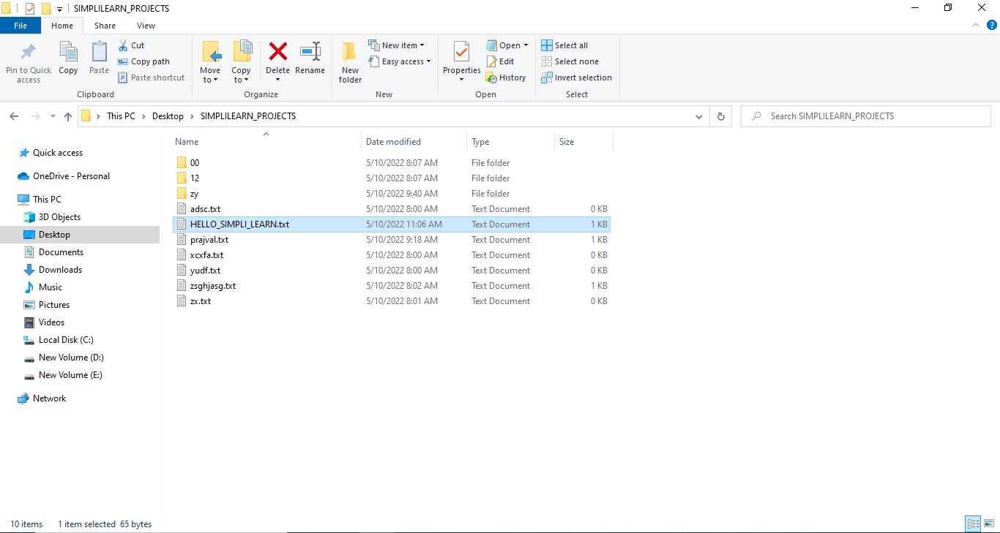 SIMPLILEARN_PROJECTS
File Home Share View
Pin to Quick access
Copy
Paste
Cut
Copy path
Paste shortcut
Clipboard
Move to
Copy to
Delete
Rename
Organize
New folder
New item
Easy access
New
Properties
Open
Edit
History
Open
Select all
Select none
Invert selection
Select
This PC > Desktop > SIMPLILEARN_PROJECTS
Search SIMPLILEARN_PROJECTS
Quick access
OneDrive - Personal
This PC
3D Objects
Desktop
Documents
Downloads
Music
Pictures
Videos
Local Disk (C:)
New Volume (D:)
New Volume (E:)
Network
Name Date modified Type Size
00 5/10/2022 8:07 AM File folder
12 5/10/2022 8:07 AM File folder
zy 5/10/2022 9:40 AM File folder
adsc.txt 5/10/2022 8:00 AM Text Document 0 KB
HELLO_SIMPLI_LEARN.txt 5/10/2022 11:06 AM Text Document 1 KB
prajval.txt 5/10/2022 9:18 AM Text Document 1 KB
xcxfa.txt 5/10/2022 8:00 AM Text Document 0 KB
yudf.txt 5/10/2022 8:00 AM Text Document 0 KB
zsghjasg.txt 5/10/2022 8:02 AM Text Document 1 KB
zx.txt 5/10/2022 8:01 AM Text Document 0 KB
10 items 1 item selected 65 bytes